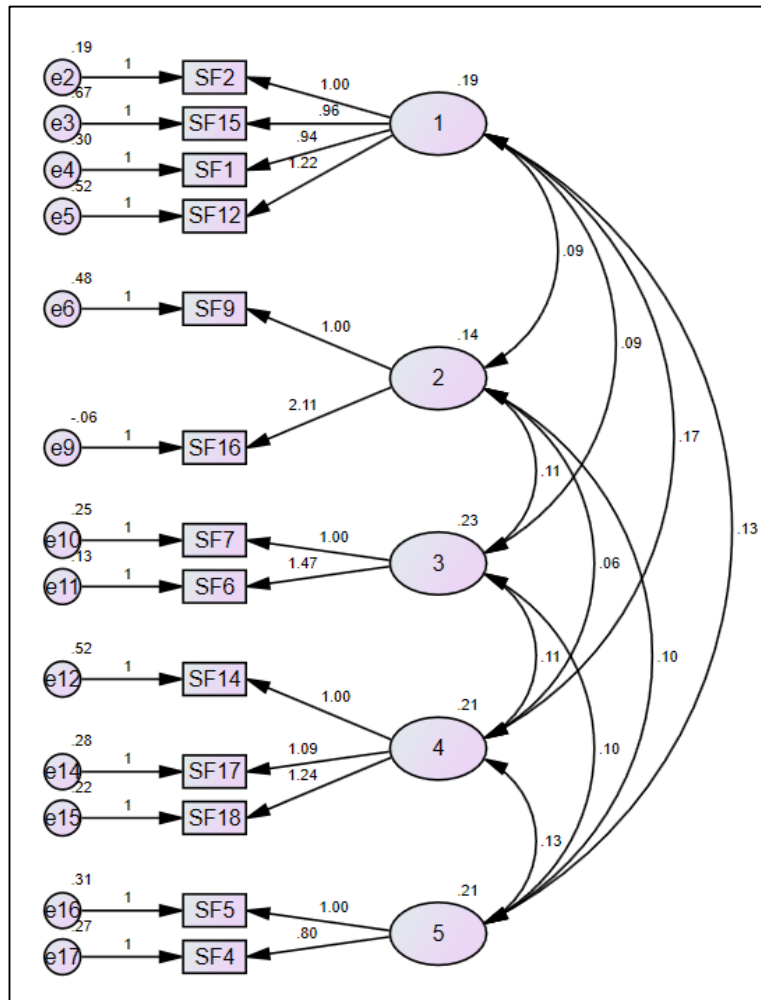 .19
e2 1 SF2 1.00 .19
.67
e3 1 SF15 .96 1
.30
e4 1 SF1 .94
.52
e5 1 SF12 1.22
.09
.48
e6 1 SF9 1.00 .14
.09
2
2.11
-.06
e9 1 SF16 .17
.11
.25
e10 1 SF7 1.00 .23
.13
.13
e11 1 SF6 1.47 3 .06
.52
e12 1 SF14 1.00 .11 .10
.21
.28
e14 1 SF17 1.09 4 .10
.22
e15 1 SF18 1.24
.13
.31
e16 1 SF5 1.00 .21
.27
e17 1 SF4 .80 5